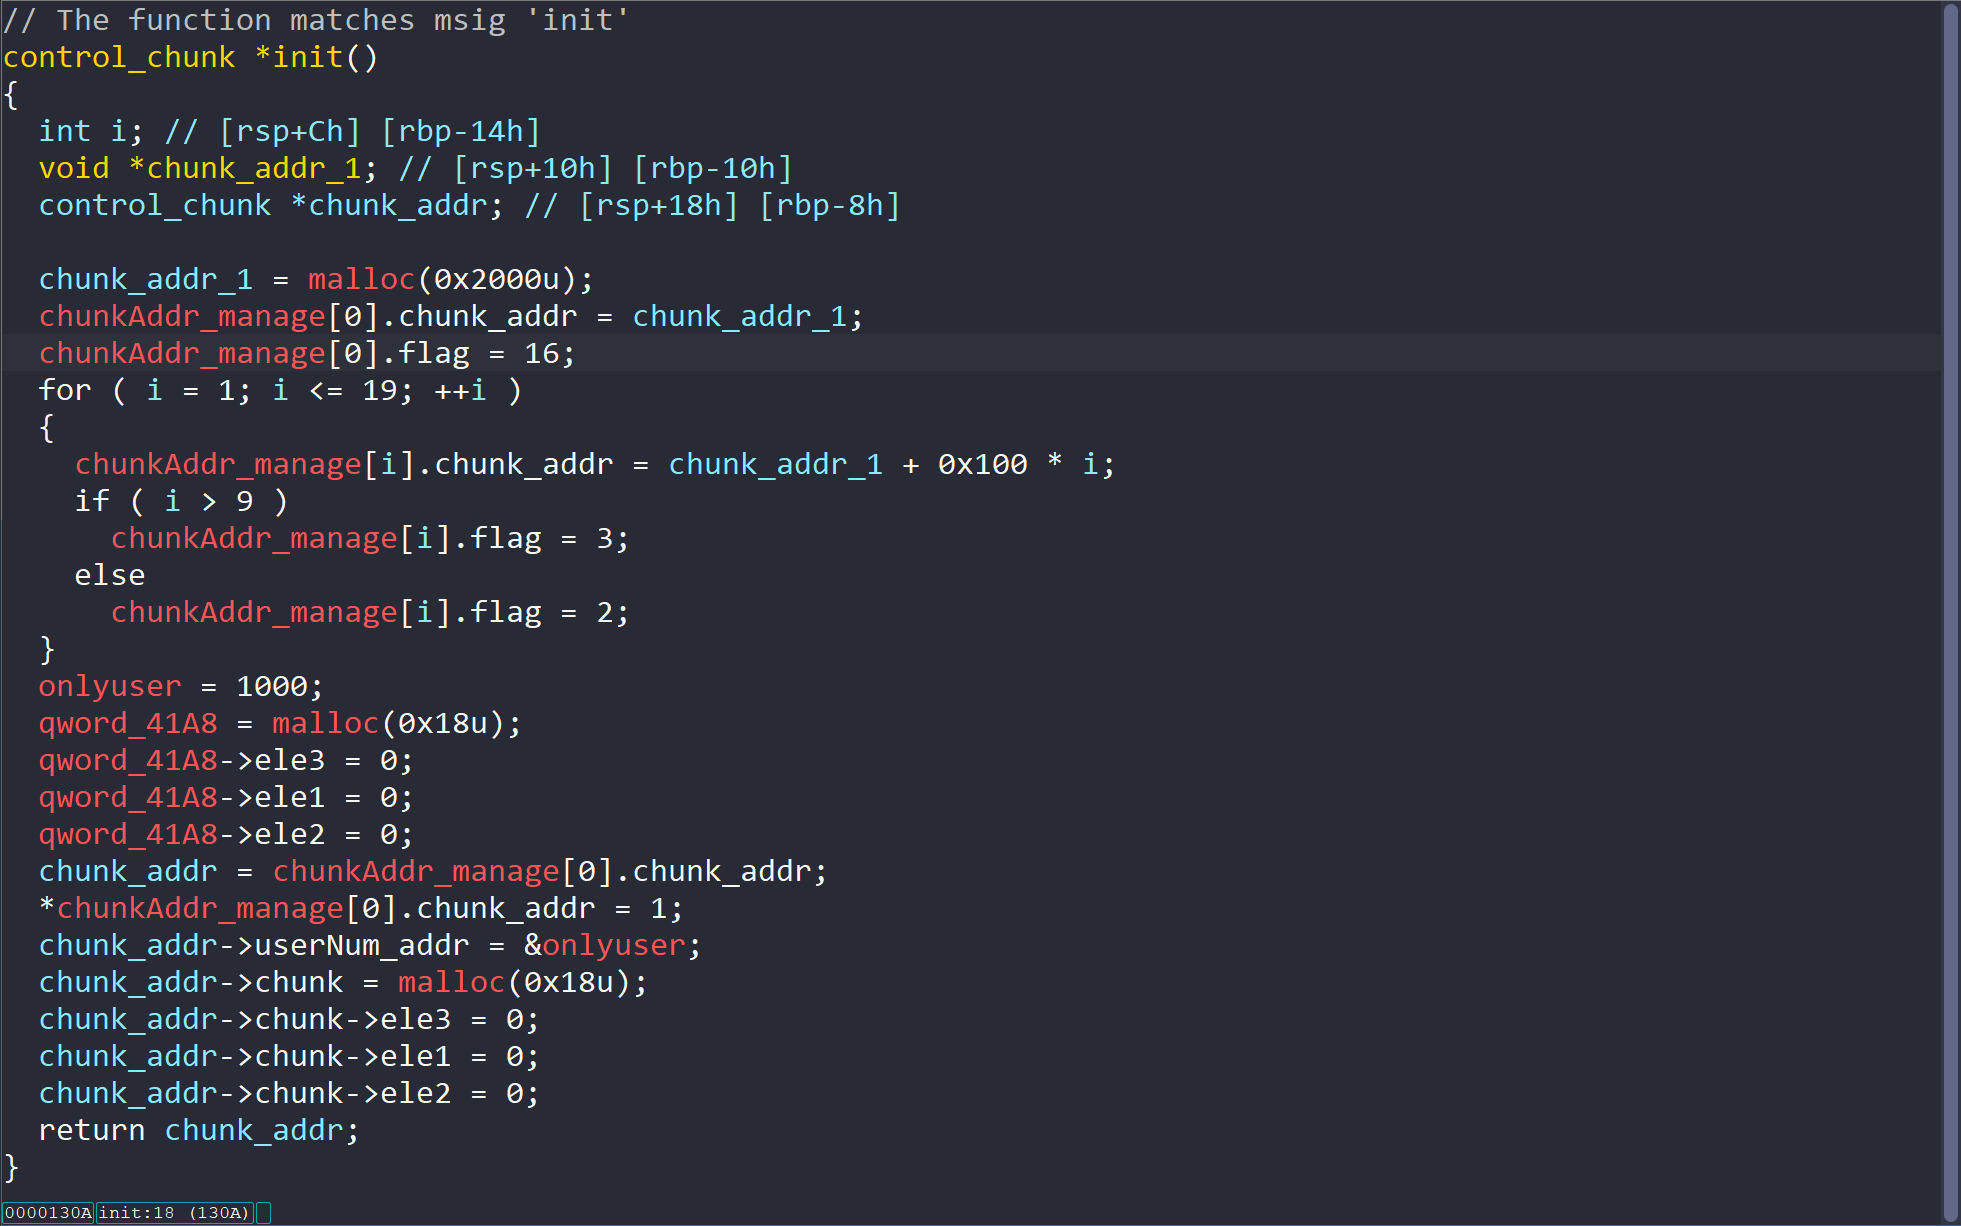 // The function matches msig 'init'
control_chunk *init()
{
  int i; // [rsp+Ch] [rbp-14h]
  void *chunk_addr_1; // [rsp+10h] [rbp-10h]
  control_chunk *chunk_addr; // [rsp+18h] [rbp-8h]

  chunk_addr_1 = malloc(0x2000u);
  chunkAddr_manage[0].chunk_addr = chunk_addr_1;
  chunkAddr_manage[0].flag = 16;
  for ( i = 1; i <= 19; ++i )
  {
    chunkAddr_manage[i].chunk_addr = chunk_addr_1 + 0x100 * i;
    if ( i > 9 )
      chunkAddr_manage[i].flag = 3;
    else
      chunkAddr_manage[i].flag = 2;
  }
  onlyuser = 1000;
  qword_41A8 = malloc(0x18u);
  qword_41A8->ele3 = 0;
  qword_41A8->ele1 = 0;
  qword_41A8->ele2 = 0;
  chunk_addr = chunkAddr_manage[0].chunk_addr;
  *chunkAddr_manage[0].chunk_addr = 1;
  chunk_addr->userNum_addr = &onlyuser;
  chunk_addr->chunk = malloc(0x18u);
  chunk_addr->chunk->ele3 = 0;
  chunk_addr->chunk->ele1 = 0;
  chunk_addr->chunk->ele2 = 0;
  return chunk_addr;
}
0000130A init:18 (130A)